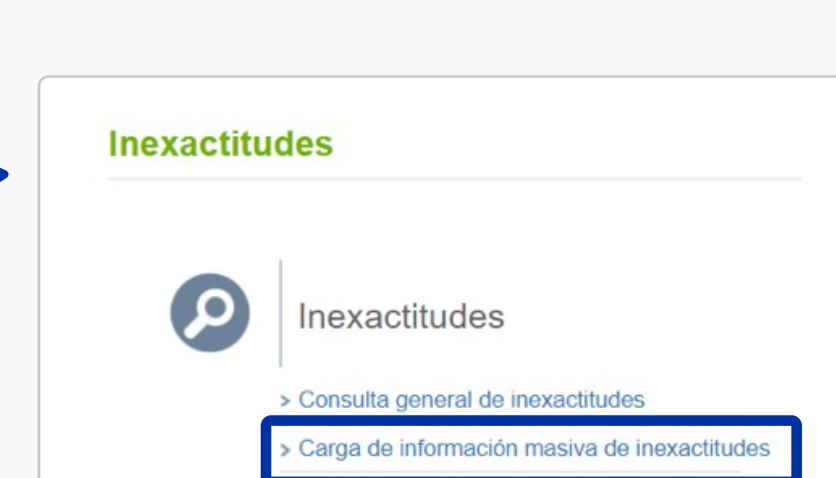 Inexactitudes
Inexactitudes
> Consulta general de inexactitudes
> Carga de información masiva de inexactitudes